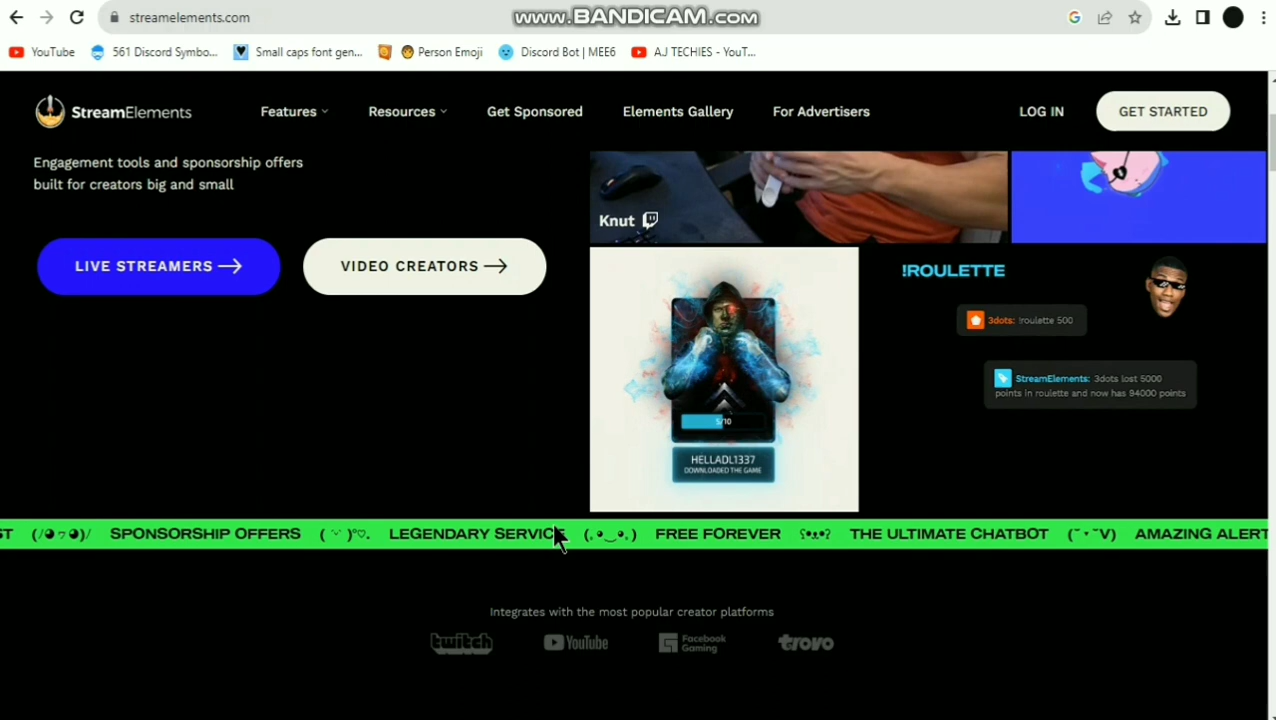 streamelements.com
www.BANDICAM.com
YouTube
561 Discord Symbo...
Small caps font gen...
Person Emoji
Discord Bot | MEE6
A.J TECHIES - YouT...
StreamElements
Features
Resources
Get Sponsored
Elements Gallery
For Advertisers
LOG IN
GET STARTED
Engagement tools and sponsorship offers
built for creators big and small
LIVE STREAMERS
VIDEO CREATORS
Knut
5/10
HELLADL1337
DOWNLOADED THE GAME
!ROULETTE
3dots: !roulette 500
StreamElements: 3dots lost 5000
points in roulette and now has 94000 points
ST SPONSORSHIP OFFERS LEGENDARY SERVICE FREE FOREVER THE ULTIMATE CHATBOT AMAZING ALERT
Integrates with the most popular creator platforms
twitch
YouTube
Facebook
Gaming
trovo